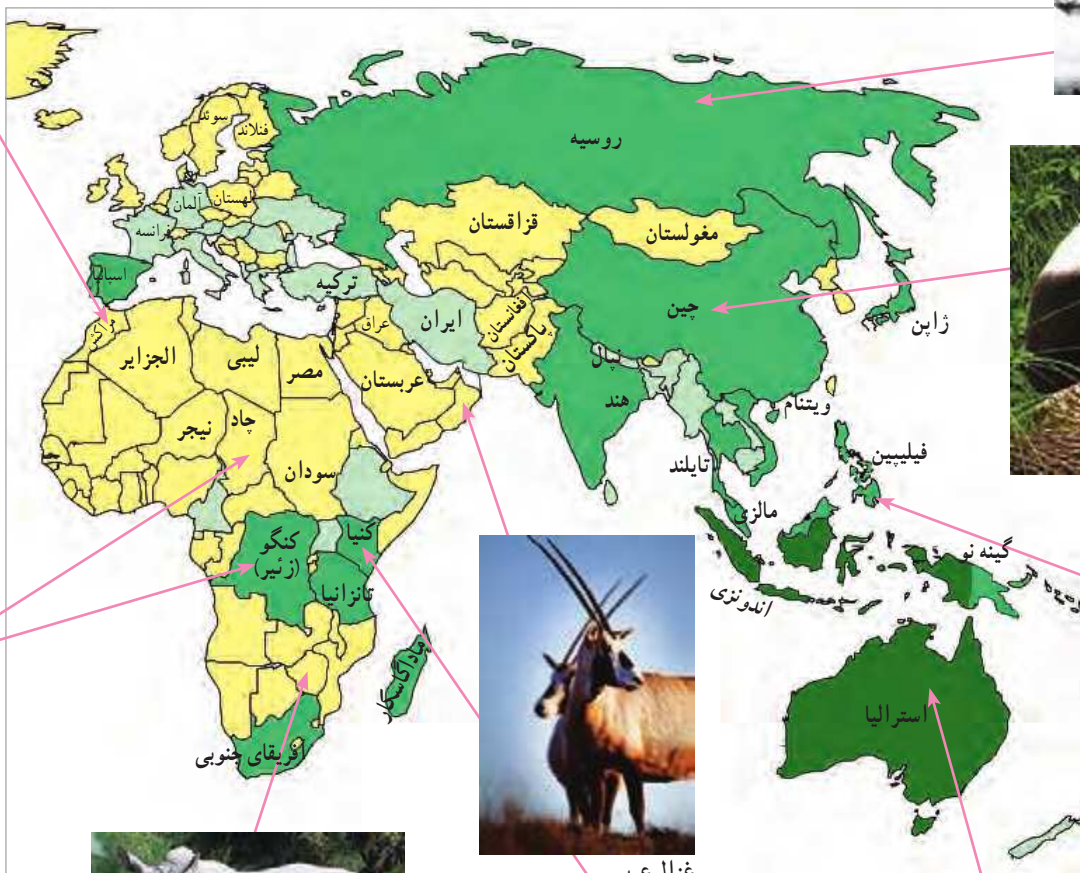 سوئد
فنلاند
روسیه
آلمان
لهستان
فرانسه
قزاقستان
مغولستان
اسپانیا
ترکیه
چین
ژاپن
ایران
افغانستان
پاکستان
عراق
مراکش
الجزایر
لیبی
مصر
عربستان
نپال
هند
ویتنام
نیجر
چاد
سودان
تایلند
فیلیپین
مالزی
کنگو
(زئیر)
کنیا
تانزانیا
گینه نو
اندونزی
ماداگاسکار
استرالیا
آفریقای جنوبی